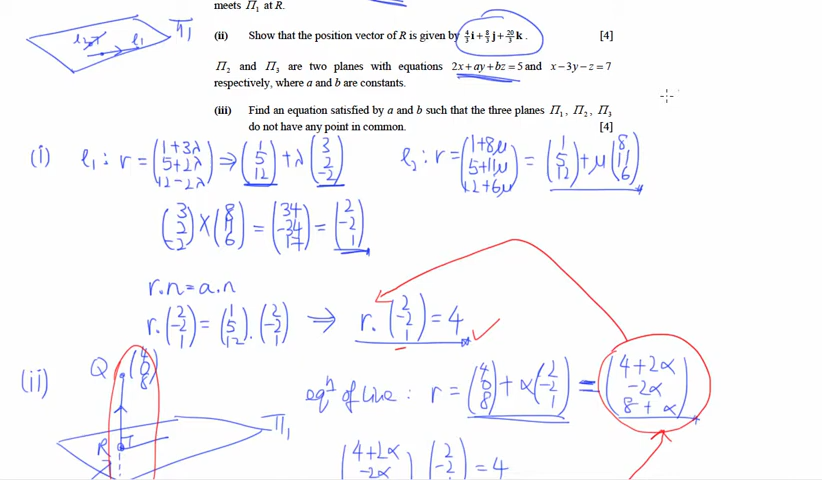 meets Π₁ at R.
(ii) Show that the position vector of R is given by 4/3 i + 8/3 j + 20/3 k . [4]
Π₂ and Π₃ are two planes with equations 2x + ay + bz = 5 and x − 3y − z = 7
respectively, where a and b are constants.
(iii) Find an equation satisfied by a and b such that the three planes Π₁, Π₂, Π₃
do not have any point in common. [4]
π₁
l₁
(i) l₁ : r = (1+3λ, 5+2λ, 12−2λ) ⇒ (1, 5, 12) + λ (3, 2, −2) l₂ : r = (1+8μ, 5+11μ, 12+6μ) = (1, 5, 12) + μ (8, 11, 6)
(3, 2, −2) × (8, 11, 6) = (34, −34, 17) = (2, −2, 1)
r.n = a.n
r. (2, −2, 1) = (1, 5, 12) . (2, −2, 1) ⇒ r. (2, −2, 1) = 4
(ii) Q (4, 0, 8) eqⁿ of line : r = (4, 0, 8) + α (2, −2, 1) = (4+2α, −2α, 8+α)
π₁
R
(4+2α, −2α (2, −2, 1 = 4